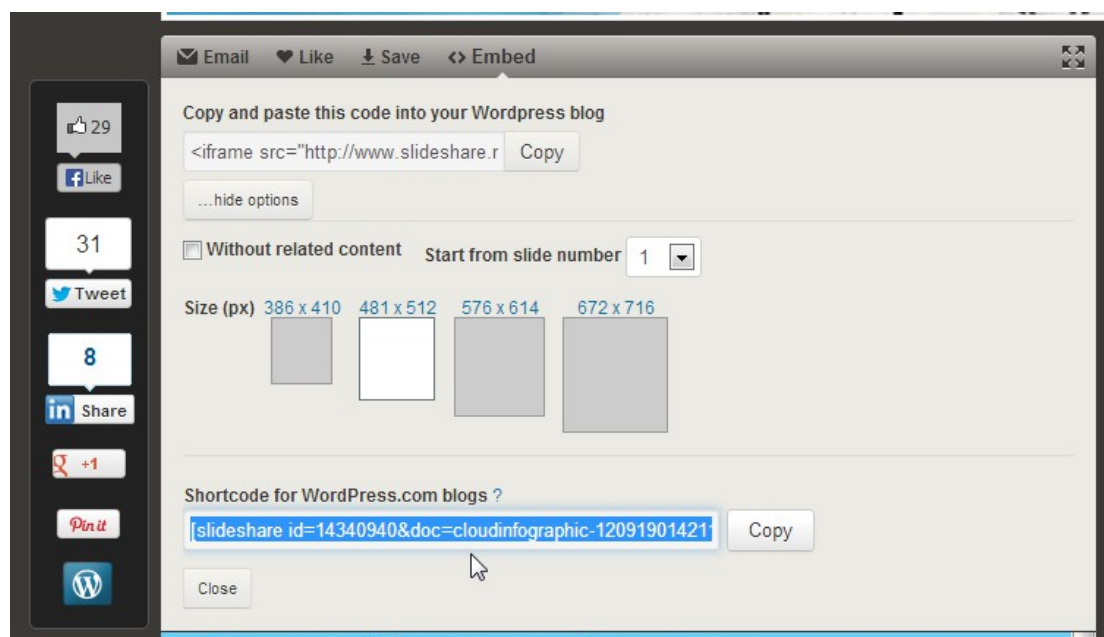 Email Like Save Embed
29
Like
31
Tweet
8
in Share
g +1
Pin it
Copy and paste this code into your Wordpress blog
<iframe src="http://www.slideshare.r Copy
...hide options
Without related content Start from slide number 1
Size (px) 386 x 410 481 x 512 576 x 614 672 x 716
Shortcode for WordPress.com blogs ?
[slideshare id=14340940&doc=cloudinfographic-120919014211 Copy
Close